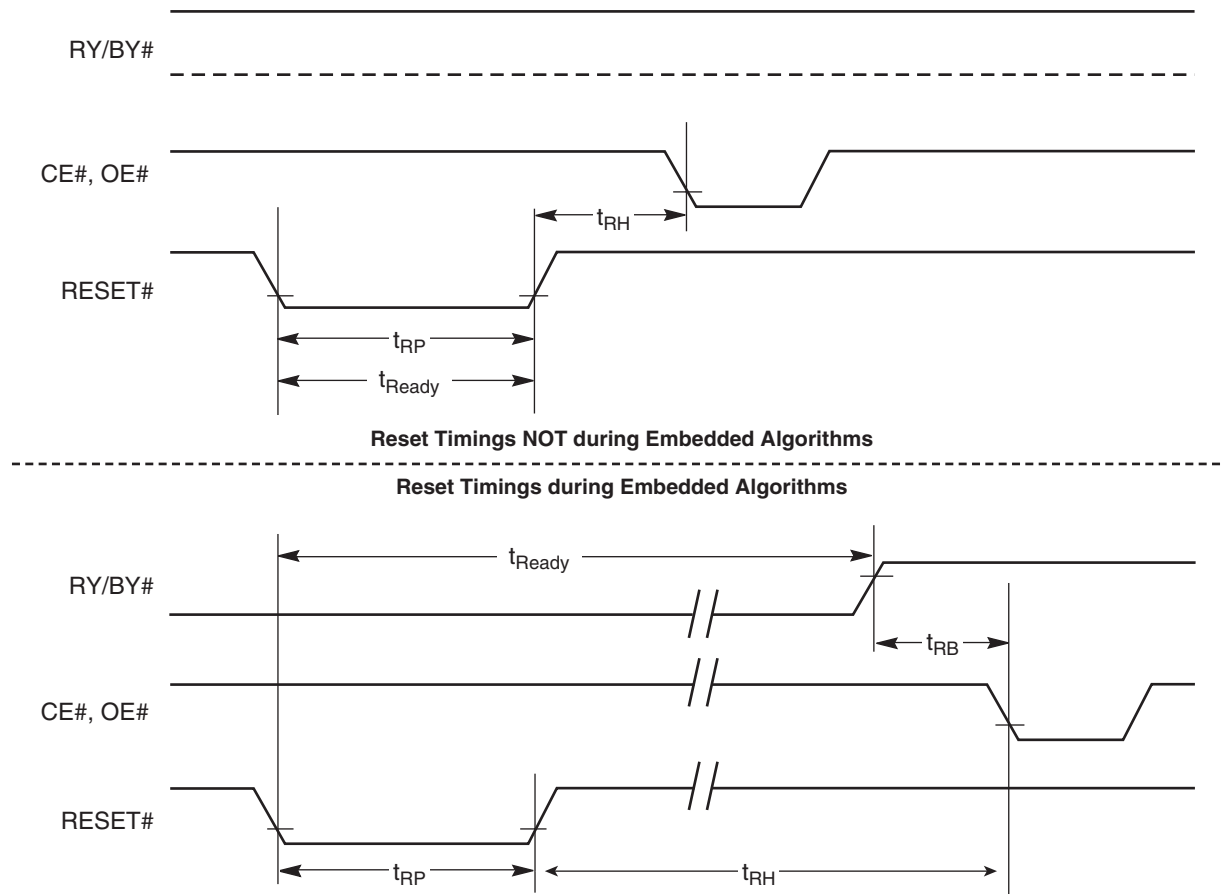 RY/BY#
CE#, OE#
tRH
RESET#
tRP
tReady
Reset Timings NOT during Embedded Algorithms
Reset Timings during Embedded Algorithms
tReady
RY/BY#
tRB
CE#, OE#
RESET#
tRP
tRH